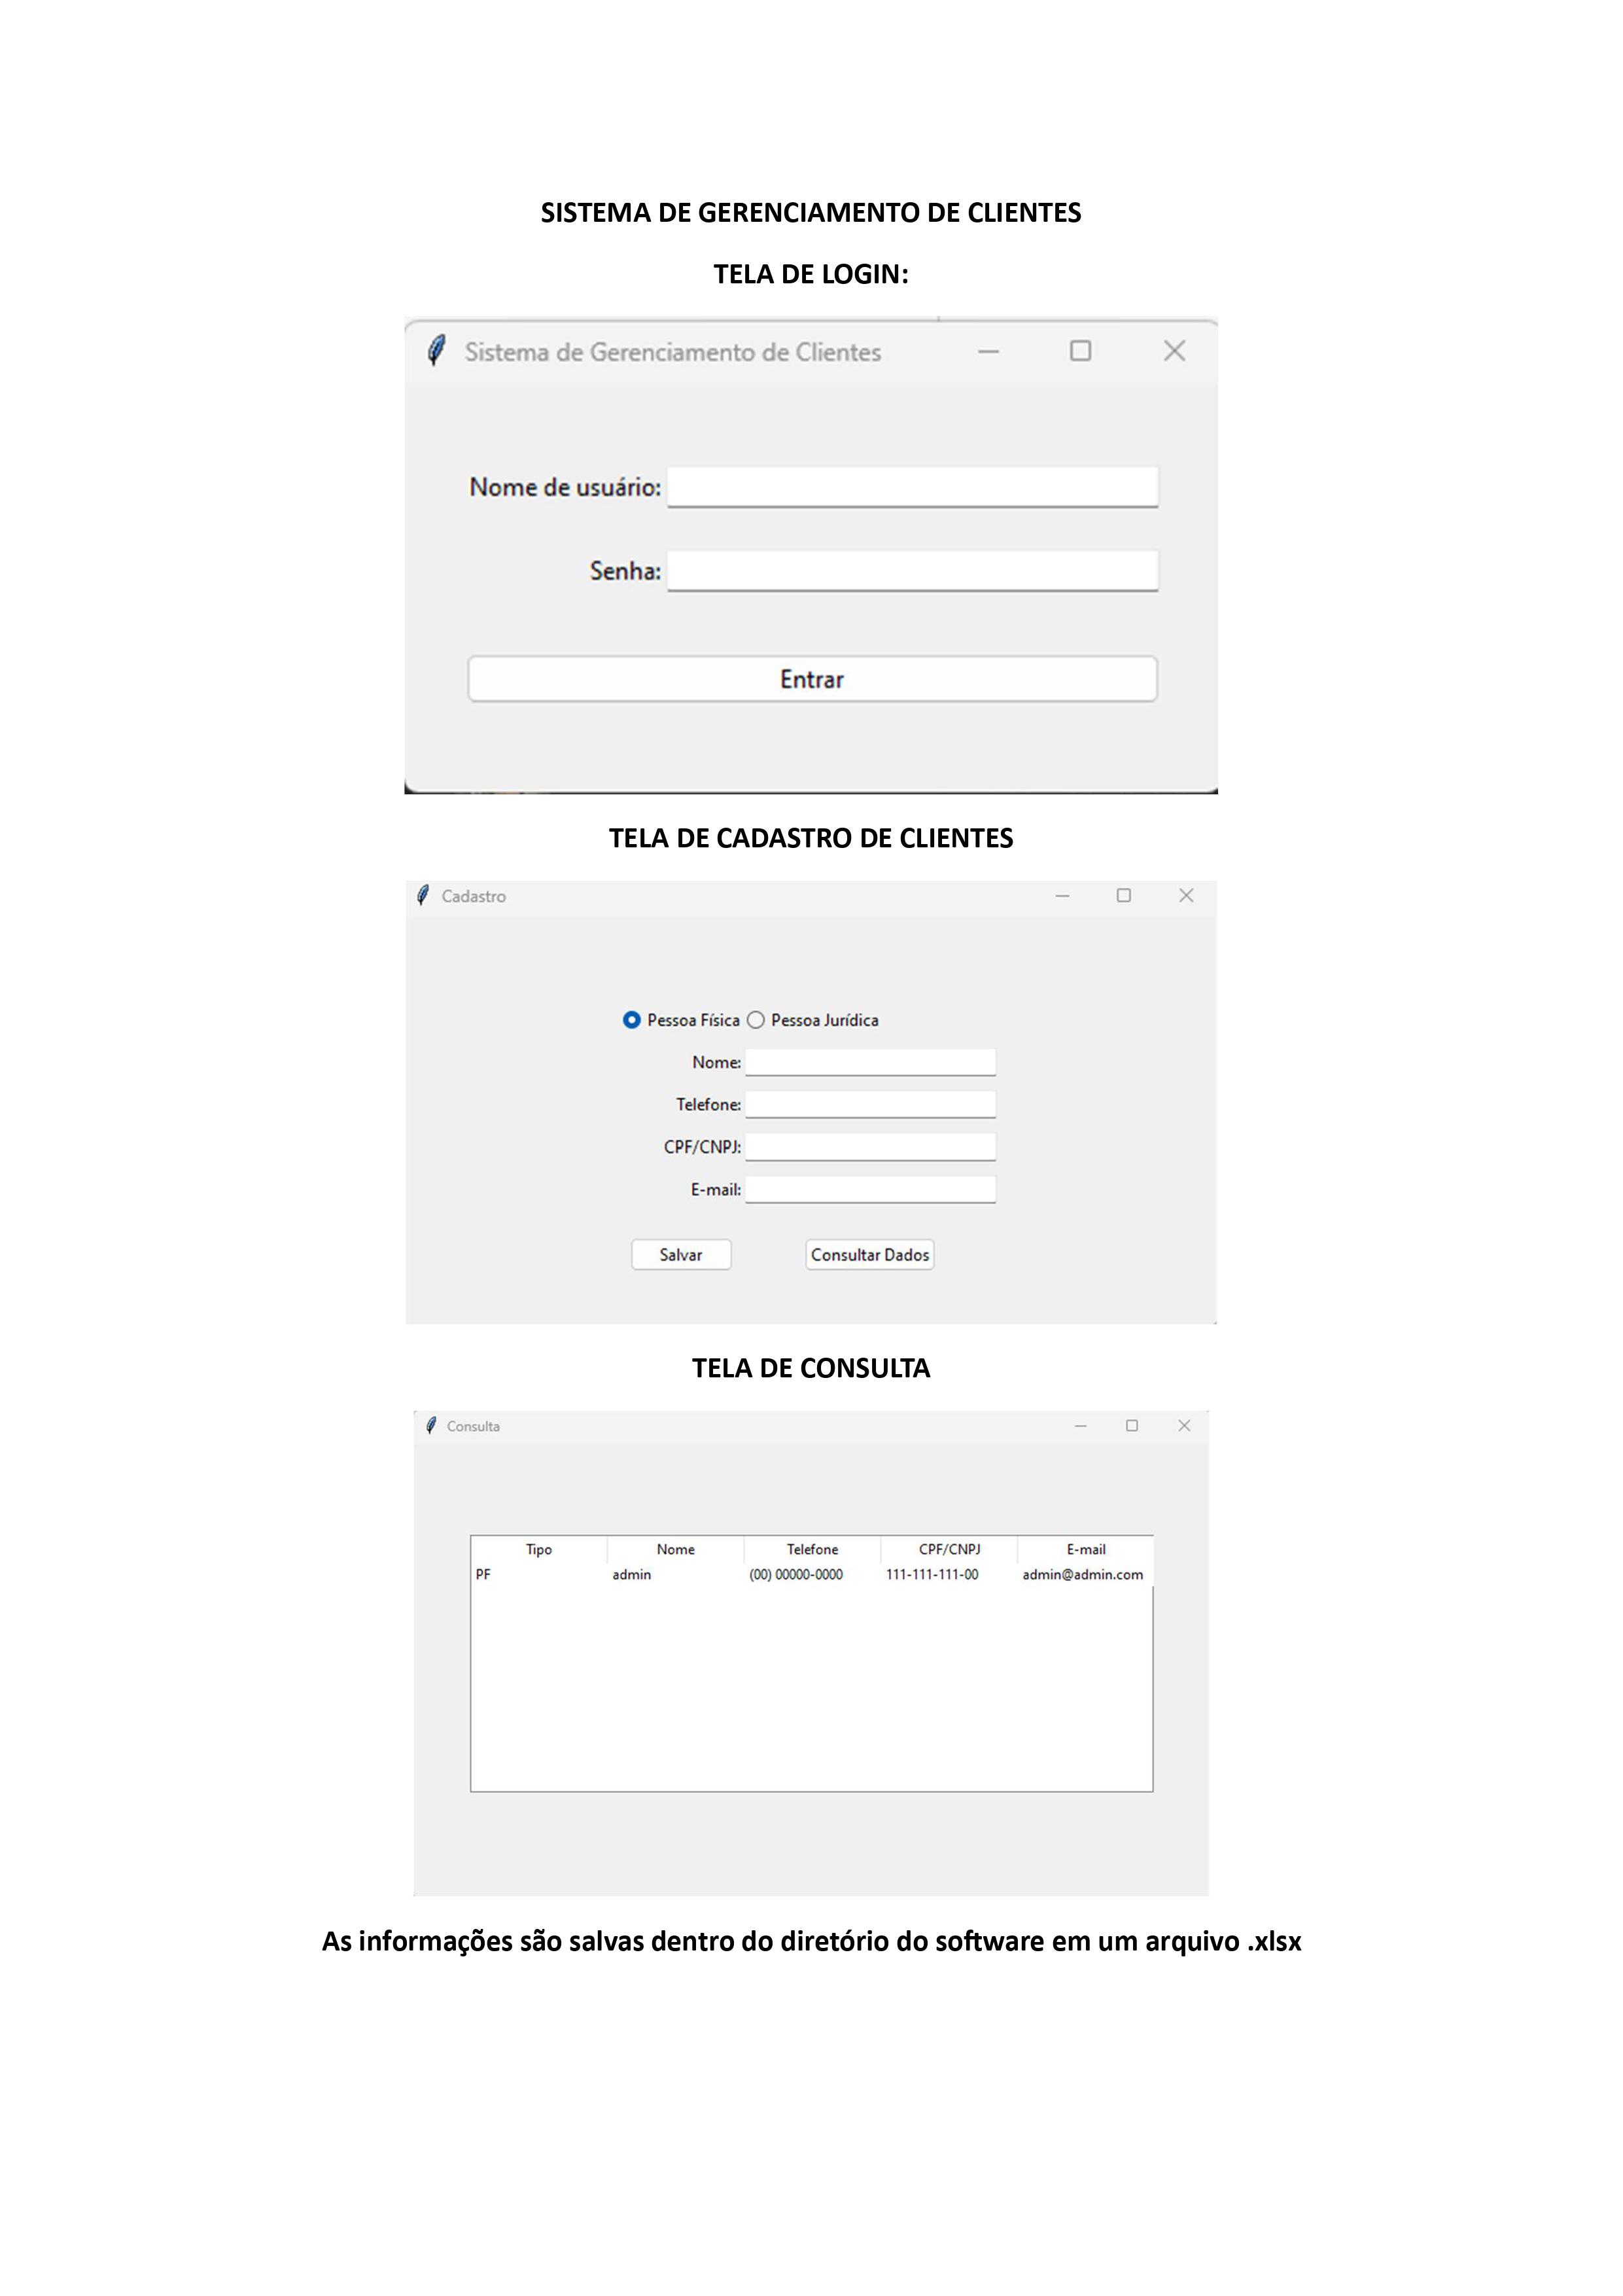 SISTEMA DE GERENCIAMENTO DE CLIENTES
TELA DE LOGIN:
Sistema de Gerenciamento de Clientes
Nome de usuário:
Senha:
Entrar
TELA DE CADASTRO DE CLIENTES
Cadastro
Pessoa Física Pessoa Jurídica
Nome:
Telefone:
CPF/CNPJ:
E-mail:
Salvar Consultar Dados
TELA DE CONSULTA
Consulta
Tipo Nome Telefone CPF/CNPJ E-mail
PF admin (00) 00000-0000 111-111-111-00 admin@admin.com
As informações são salvas dentro do diretório do software em um arquivo .xlsx